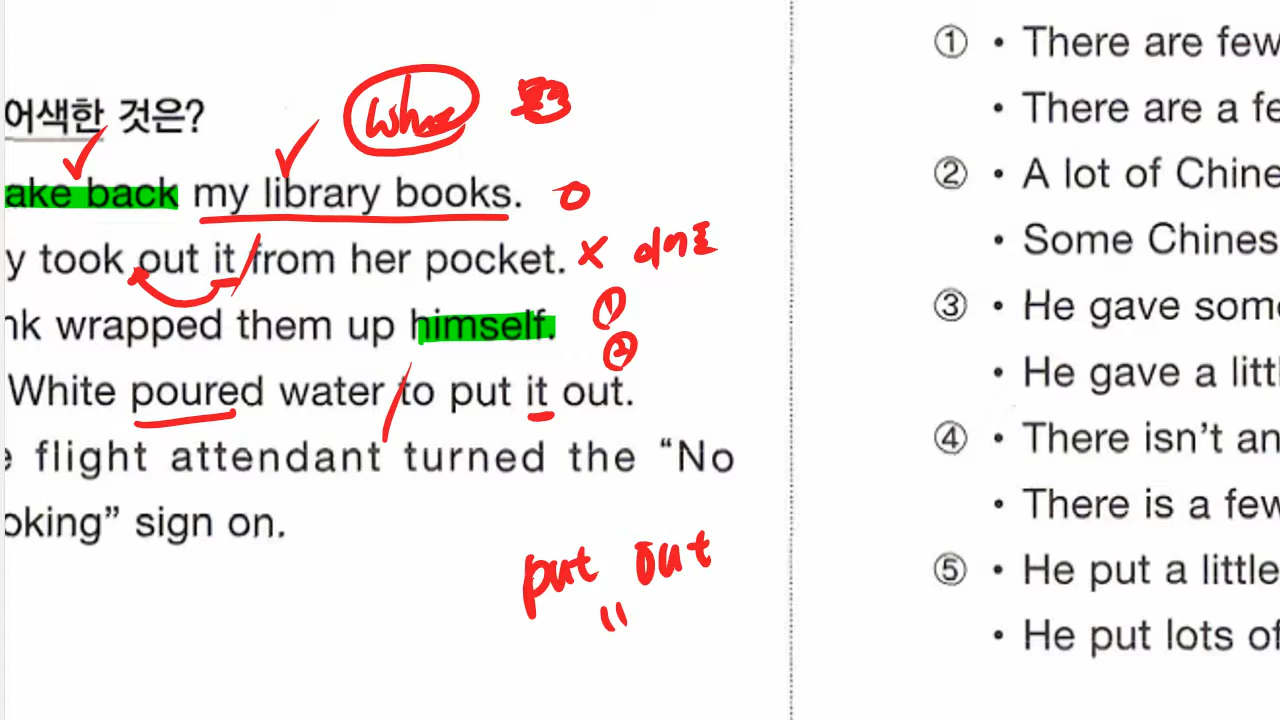 어색한 것은?
ake back my library books.
y took out it from her pocket.
nk wrapped them up himself.
White poured water to put it out.
e flight attendant turned the “No
oking” sign on.
put out
① • There are few
• There are a fe
② • A lot of Chine
• Some Chines
③ • He gave some
• He gave a littl
④ • There isn’t an
• There is a few
⑤ • He put a little
• He put lots of
① 
②